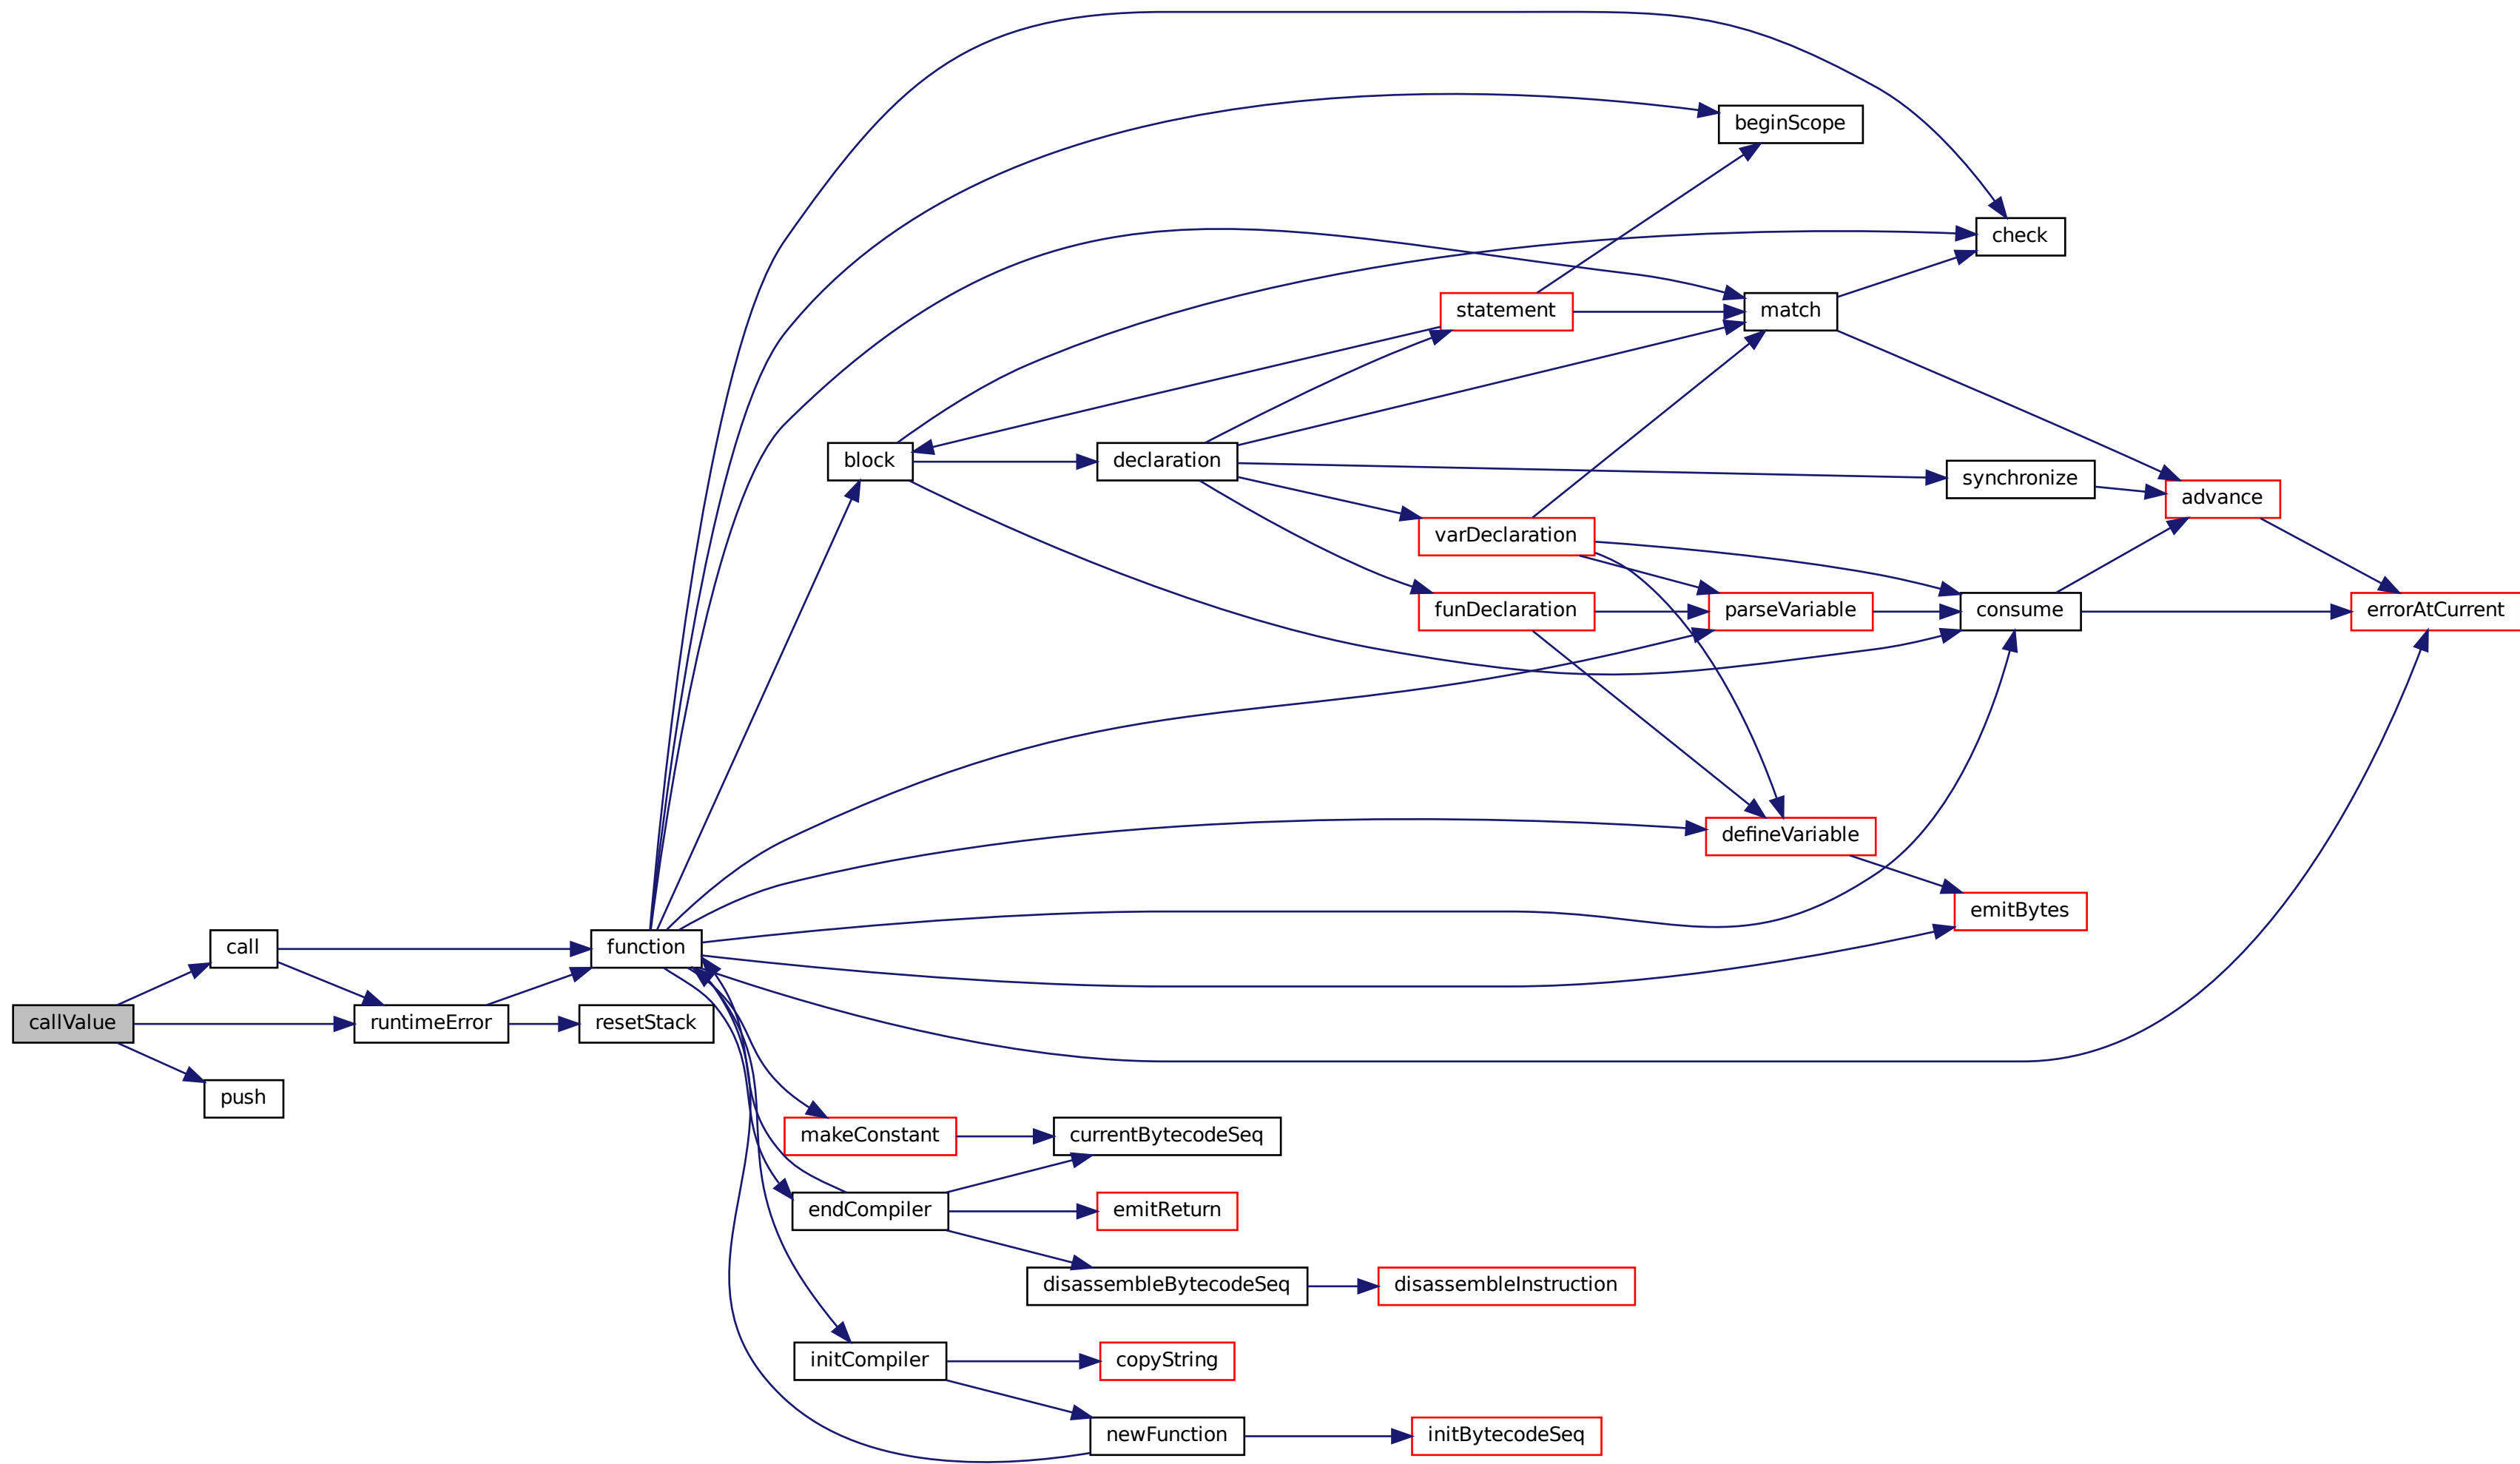 beginScope
check
statement
match
block
declaration
synchronize
advance
varDeclaration
funDeclaration
parseVariable
consume
errorAtCurrent
defineVariable
emitBytes
call
function
callValue
runtimeError
resetStack
push
makeConstant
currentBytecodeSeq
endCompiler
emitReturn
disassembleBytecodeSeq
disassembleInstruction
initCompiler
copyString
newFunction
initBytecodeSeq